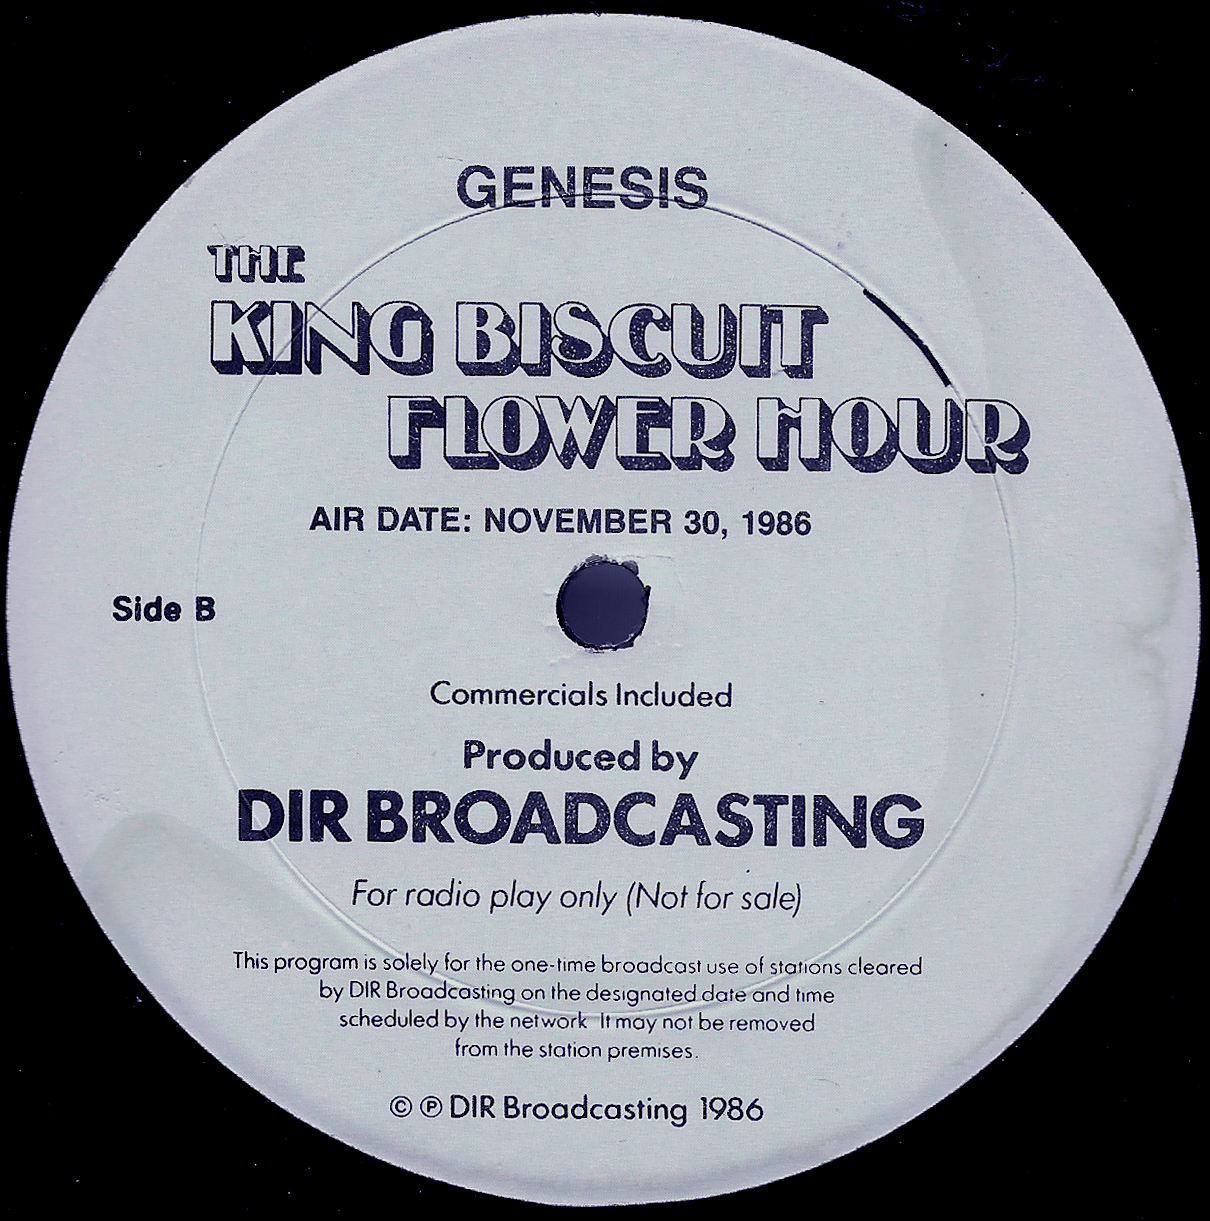 GENESIS
THE
KING BISCUIT
FLOWER HOUR
AIR DATE: NOVEMBER 30, 1986
Side B
Commercials Included
Produced by
DIR BROADCASTING
For radio play only (Not for sale)
This program is solely for the one-time broadcast use of stations cleared
by DIR Broadcasting on the designated date and time
scheduled by the network It may not be removed
from the station premises.
© ℗ DIR Broadcasting 1986